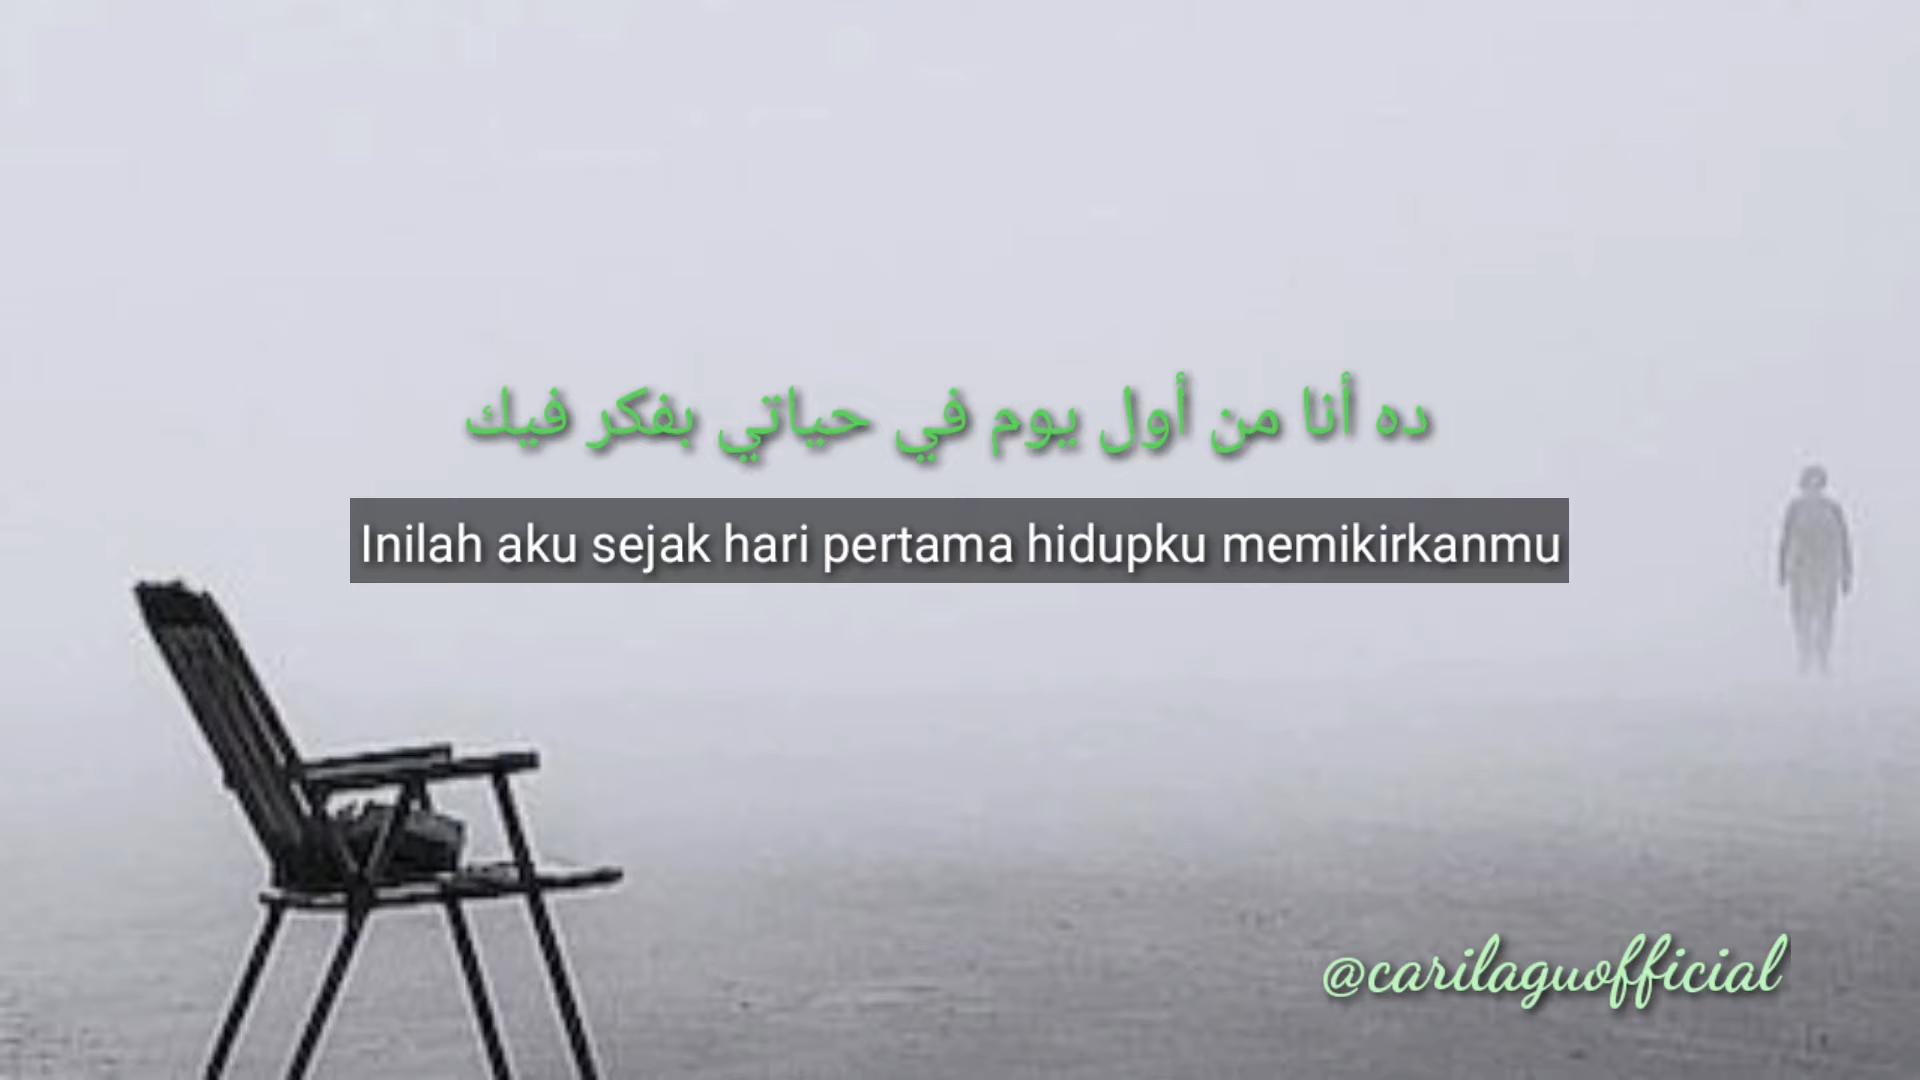 ده أنا من أول يوم في حياتي بفكر فيك
Inilah aku sejak hari pertama hidupku memikirkanmu
@carilaguofficial